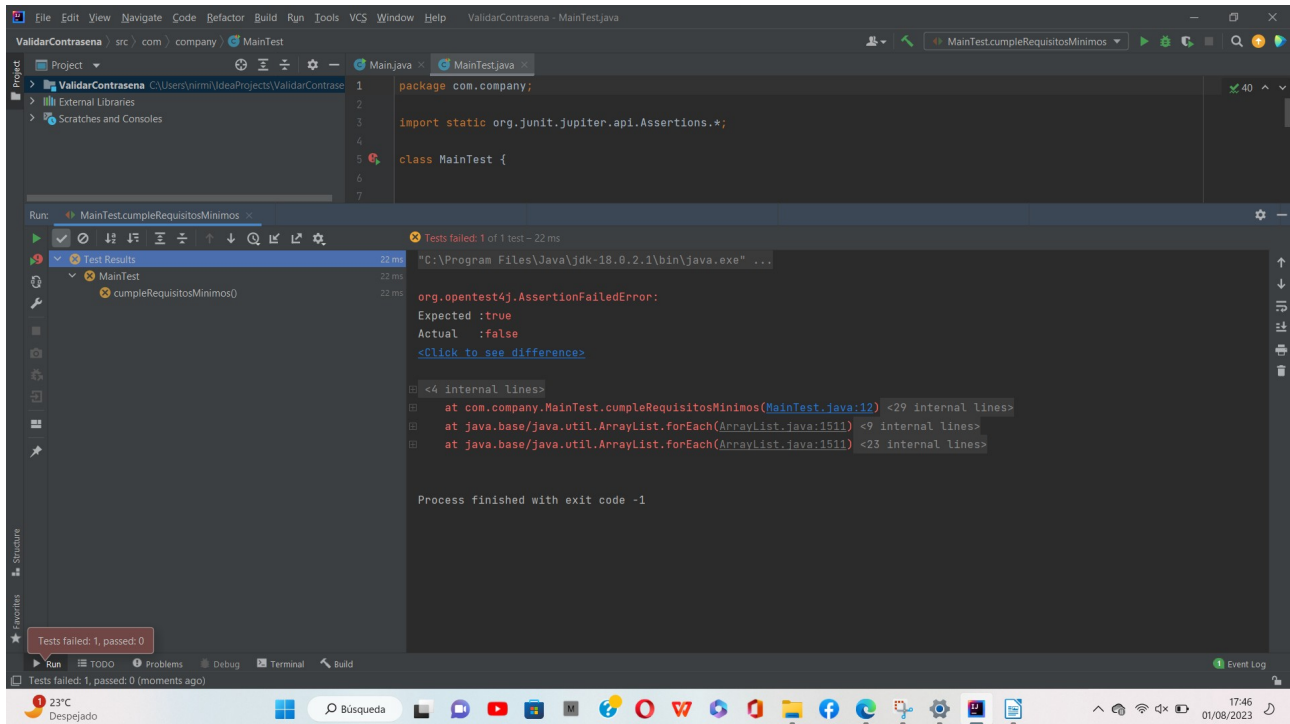 File Edit View Navigate Code Refactor Build Run Tools VCS Window Help ValidarContrasena - MainTest.java
ValidarContrasena src com company MainTest
MainTest.cumpleRequisitosMinimos
Project
Project
Main.java
MainTest.java
ValidarContrasena C:\Users\nirmi\IdeaProjects\ValidarContrase
External Libraries
Scratches and Consoles
1 package com.company;
40
2
3 import static org.junit.jupiter.api.Assertions.*;
4
5 class MainTest {
6
7
Run: MainTest.cumpleRequisitosMinimos
Tests failed: 1 of 1 test – 22 ms
Test Results 22 ms
MainTest 22 ms
cumpleRequisitosMinimos() 22 ms
"C:\Program Files\Java\jdk-18.0.2.1\bin\java.exe" ...
org.opentest4j.AssertionFailedError:
Expected :true
Actual :false
<Click to see difference>
<4 internal lines>
at com.company.MainTest.cumpleRequisitosMinimos(MainTest.java:12) <29 internal lines>
at java.base/java.util.ArrayList.forEach(ArrayList.java:1511) <9 internal lines>
at java.base/java.util.ArrayList.forEach(ArrayList.java:1511) <23 internal lines>
Process finished with exit code -1
Structure
Favorites
Tests failed: 1, passed: 0
Run TODO Problems Debug Terminal Build
1 Event Log
Tests failed: 1, passed: 0 (moments ago)
1
23°C
Despejado
Búsqueda
17:46
01/08/2023